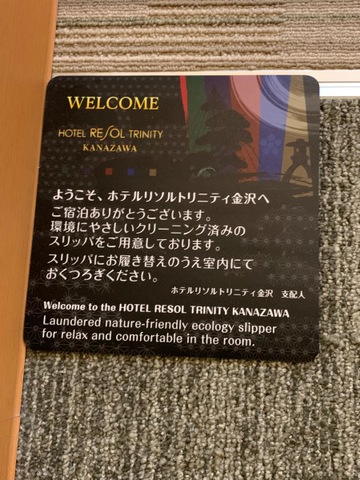 WELCOME
HOTEL RESOL TRINITY
KANAZAWA
ようこそ、ホテルリソルトリニティ金沢へ
ご宿泊ありがとうございます。
環境にやさしいクリーニング済みの
スリッパをご用意しております。
スリッパにお履き替えのうえ室内にて
おくつろぎください。
ホテルリソルトリニティ金沢 支配人
Welcome to the HOTEL RESOL TRINITY KANAZAWA
Laundered nature-friendly ecology slipper
for relax and comfortable in the room.